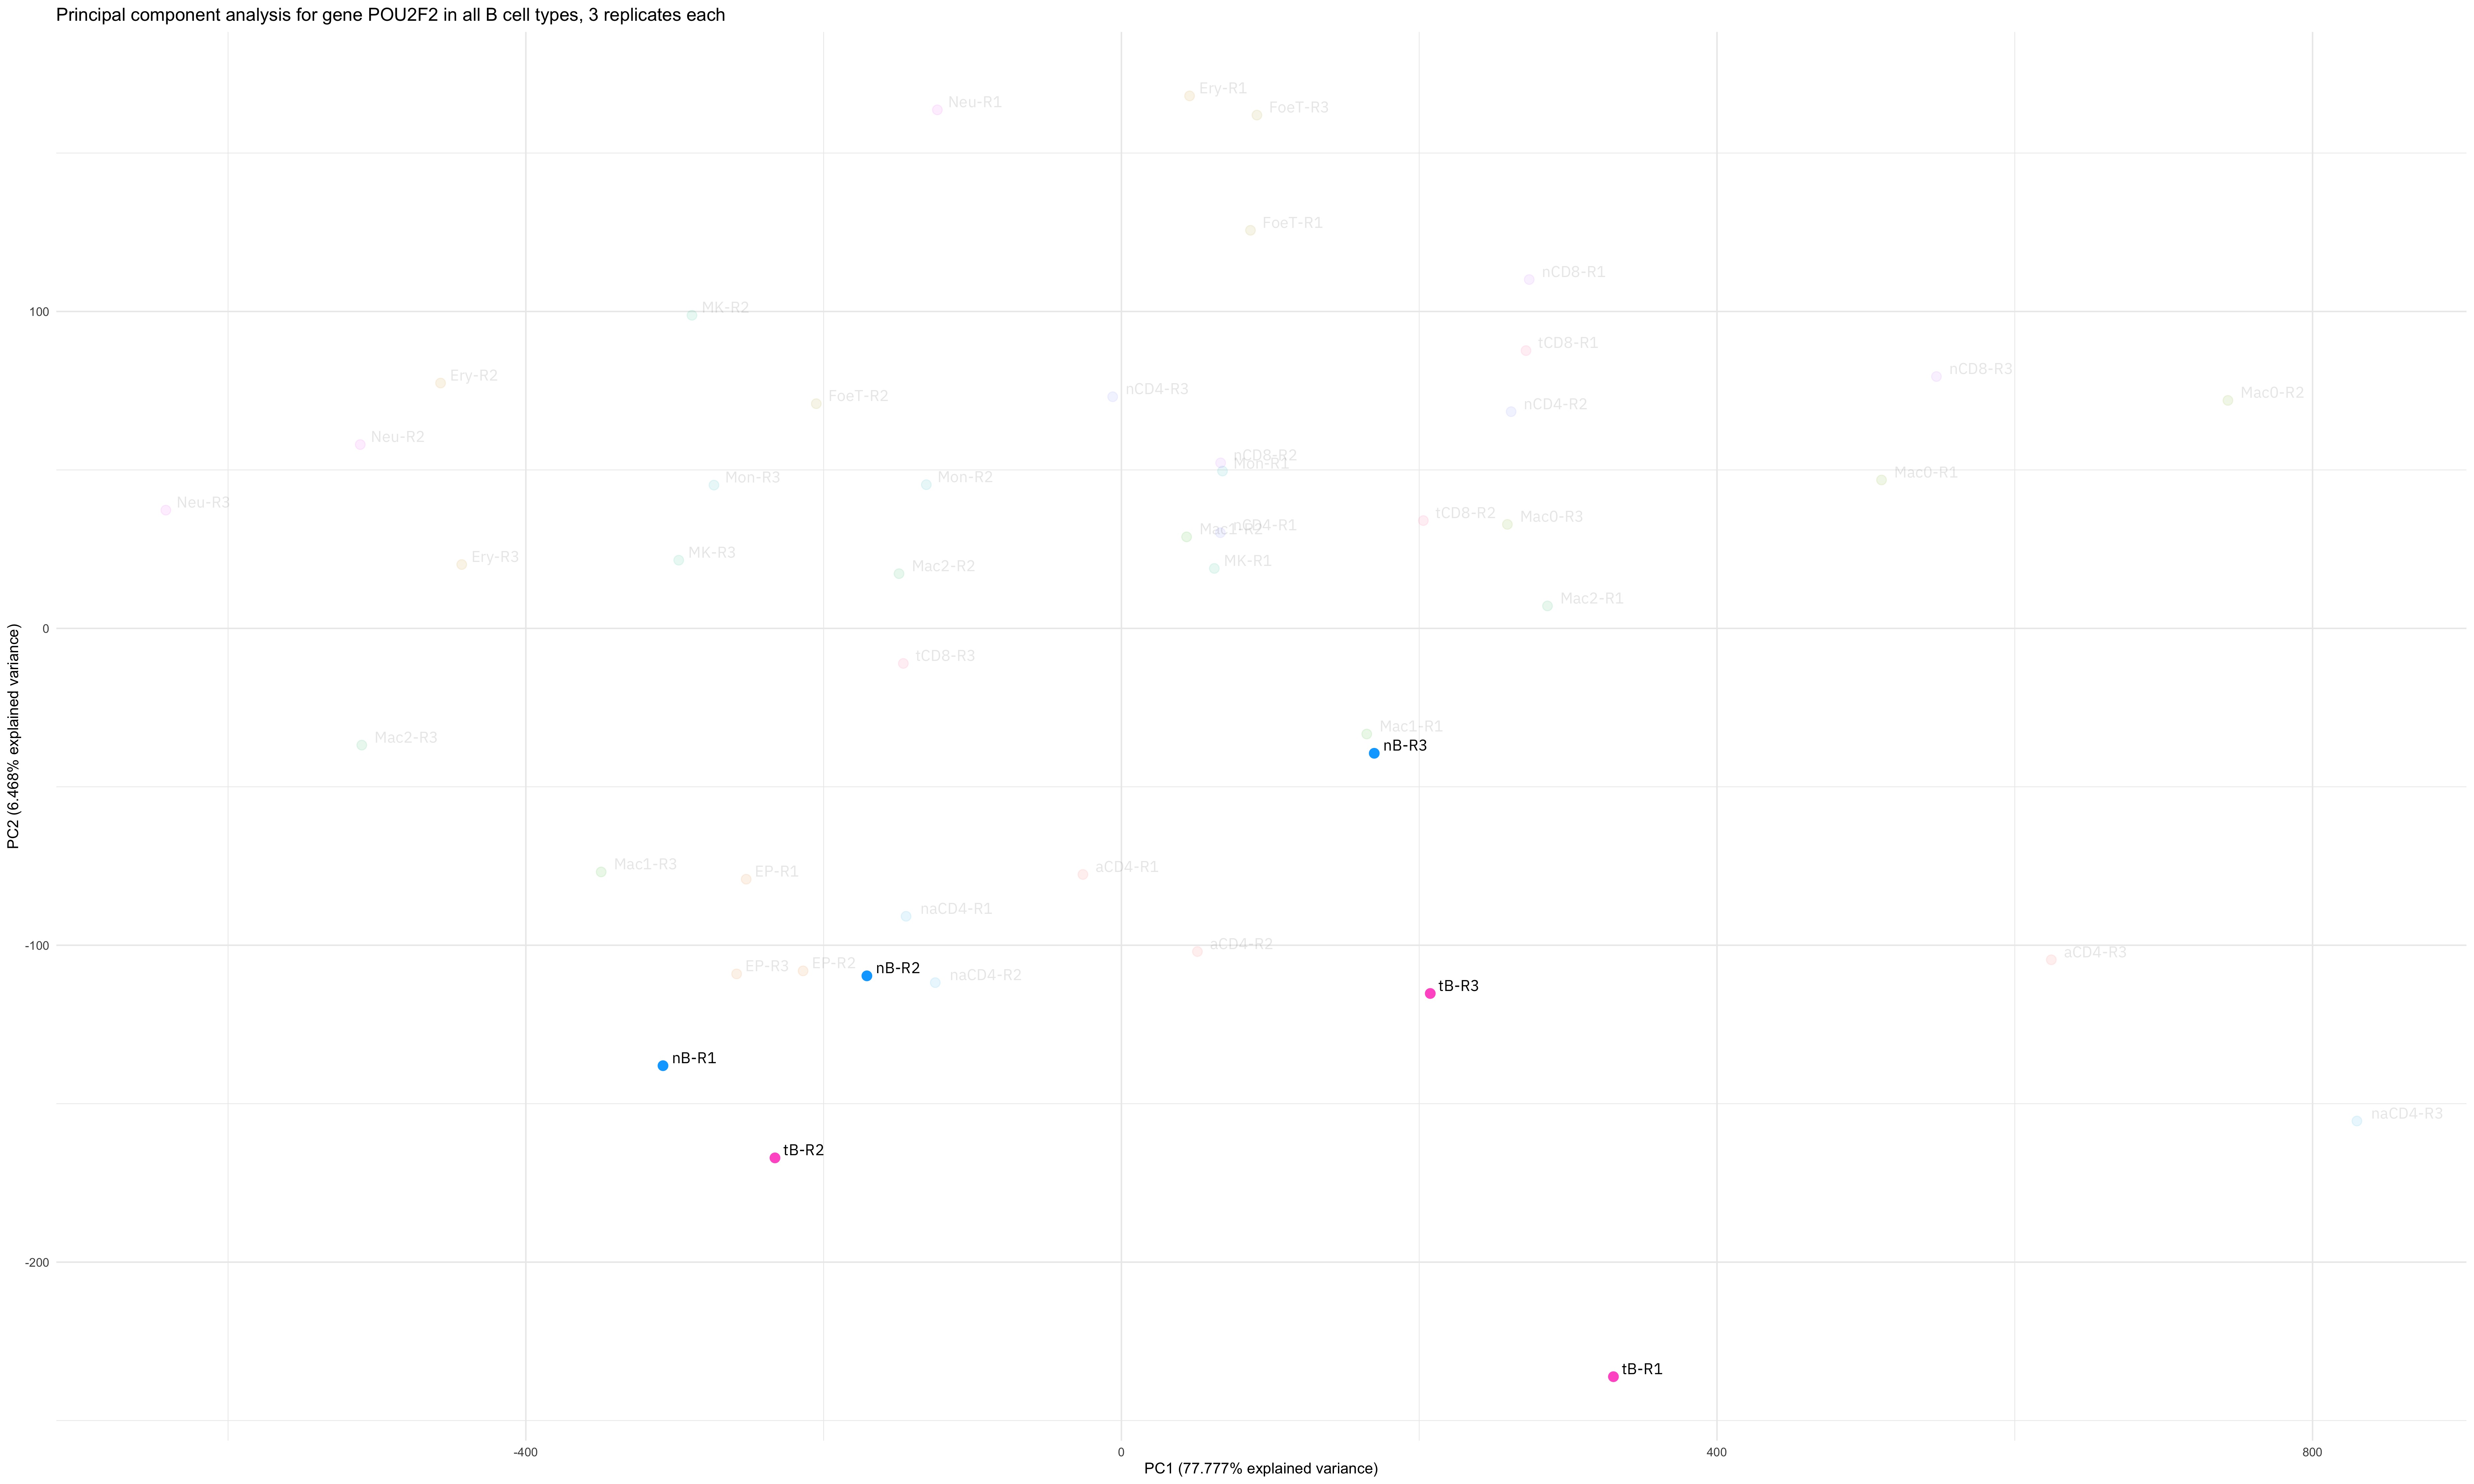 Principal component analysis for gene POU2F2 in all B cell types, 3 replicates each
Neu-R1
Ery-R1
FoeT-R3
FoeT-R1
nCD8-R1
MK-R2
100
tCD8-R1
nCD8-R3
Ery-R2
nCD4-R3
Mac0-R2
FoeT-R2
nCD4-R2
Neu-R2
nCD8-R2
Mon-R1
Mac0-R1
Mon-R3
Mon-R2
Neu-R3
tCD8-R2
Mac0-R3
nCD4-R1
Mac1-R2
MK-R3
Ery-R3
MK-R1
Mac2-R2
Mac2-R1
0
tCD8-R3
Mac1-R1
Mac2-R3
nB-R3
Mac1-R3
aCD4-R1
EP-R1
naCD4-R1
-100
aCD4-R2
aCD4-R3
EP-R2
EP-R3
nB-R2
naCD4-R2
tB-R3
nB-R1
naCD4-R3
tB-R2
-200
tB-R1
PC2 (6.468% explained variance)
-400
0
400
800
PC1 (77.777% explained variance)